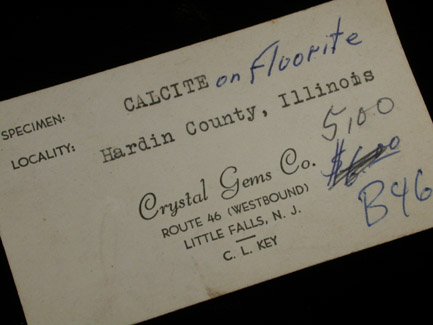 SPECIMEN: CALCITE on Fluorite
LOCALITY: Hardin County, Illinois
5,00
$6.00
Crystal Gems Co.
ROUTE 46 (WESTBOUND)
LITTLE FALLS, N. J.
C. L. KEY
B46